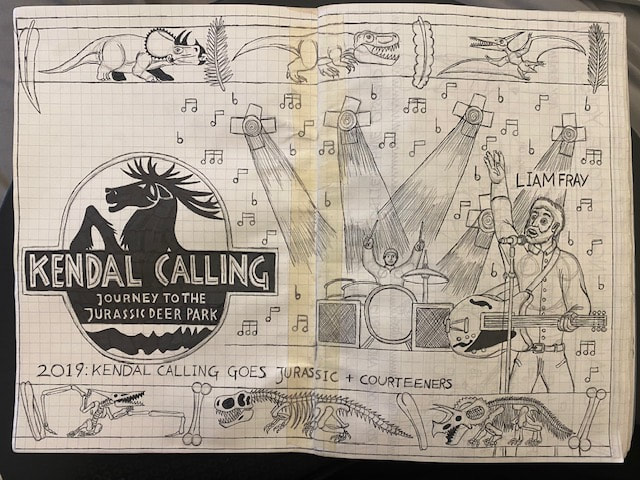 LIAM FRAY
KENDAL CALLING
JOURNEY TO THE
JURASSIC DEER PARK
2019: KENDAL CALLING GOES JURASSIC + COURTEENERS